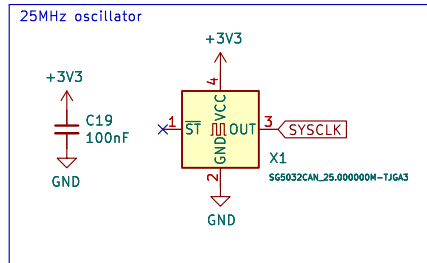 25MHz oscillator
+3V3
+3V3
C19
100nF
GND
4
VCC
1
ST
OUT
3
SYSCLK
GND
2
X1
SG5032CAN_25.000000M-TJGA3
GND